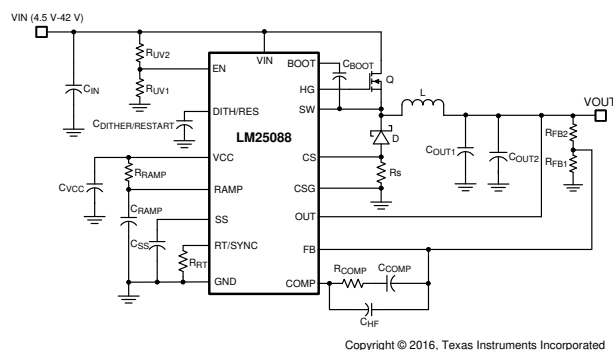 VIN (4.5 V-42 V)
CIN
RUV2
RUV1
EN
VIN
BOOT
CBOOT
HG
Q
SW
L
VOUT
DITH/RES
CDITHER/RESTART
LM25088
D
COUT1
COUT2
RFB2
RFB1
VCC
CS
CVCC
RRAMP
RAMP
Rs
CSG
CRAMP
SS
CSS
OUT
RT/SYNC
RRT
FB
GND
COMP
RCOMP
CCOMP
CHF
Copyright © 2016, Texas Instruments Incorporated